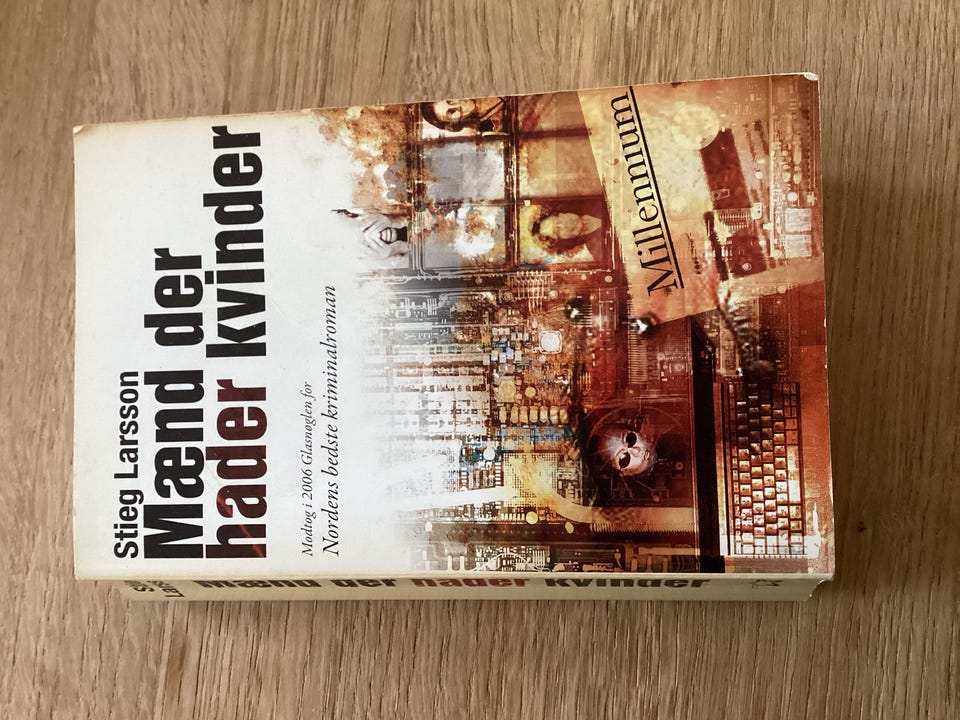 Stieg Larsson
Mænd der
hader kvinder
Modtog i 2006 Glasnøglen for
Nordens bedste kriminalroman
Millennium
Mænd der hader kvinder